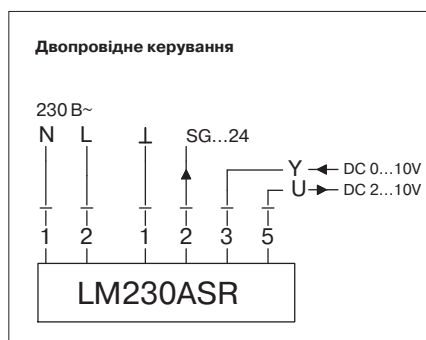 Двопровідне керування
230 В~
N L ⊥ SG...24
Y DC 0...10V
U DC 2...10V
1 2 1 2 3 5
LM230ASR